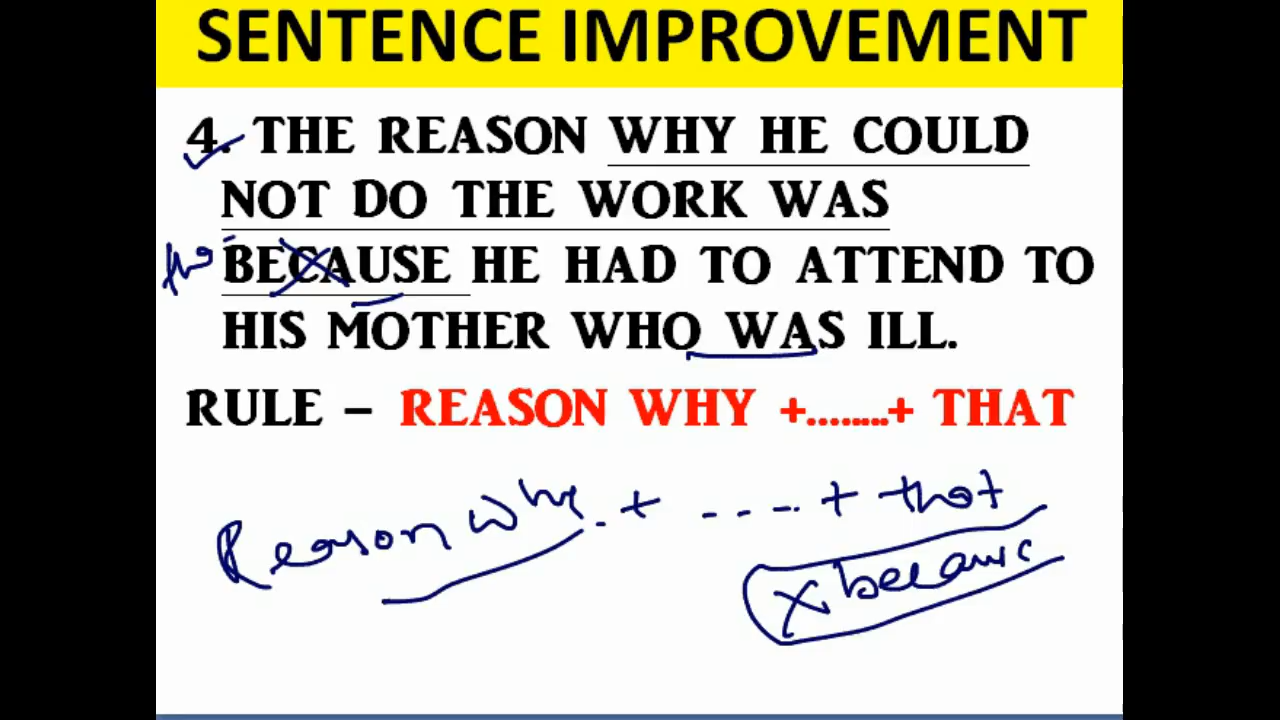 SENTENCE IMPROVEMENT
4. THE REASON WHY HE COULD
NOT DO THE WORK WAS
BECAUSE HE HAD TO ATTEND TO
HIS MOTHER WHO WAS ILL.
RULE – REASON WHY +........+ THAT
Reason why + .... + that
X because